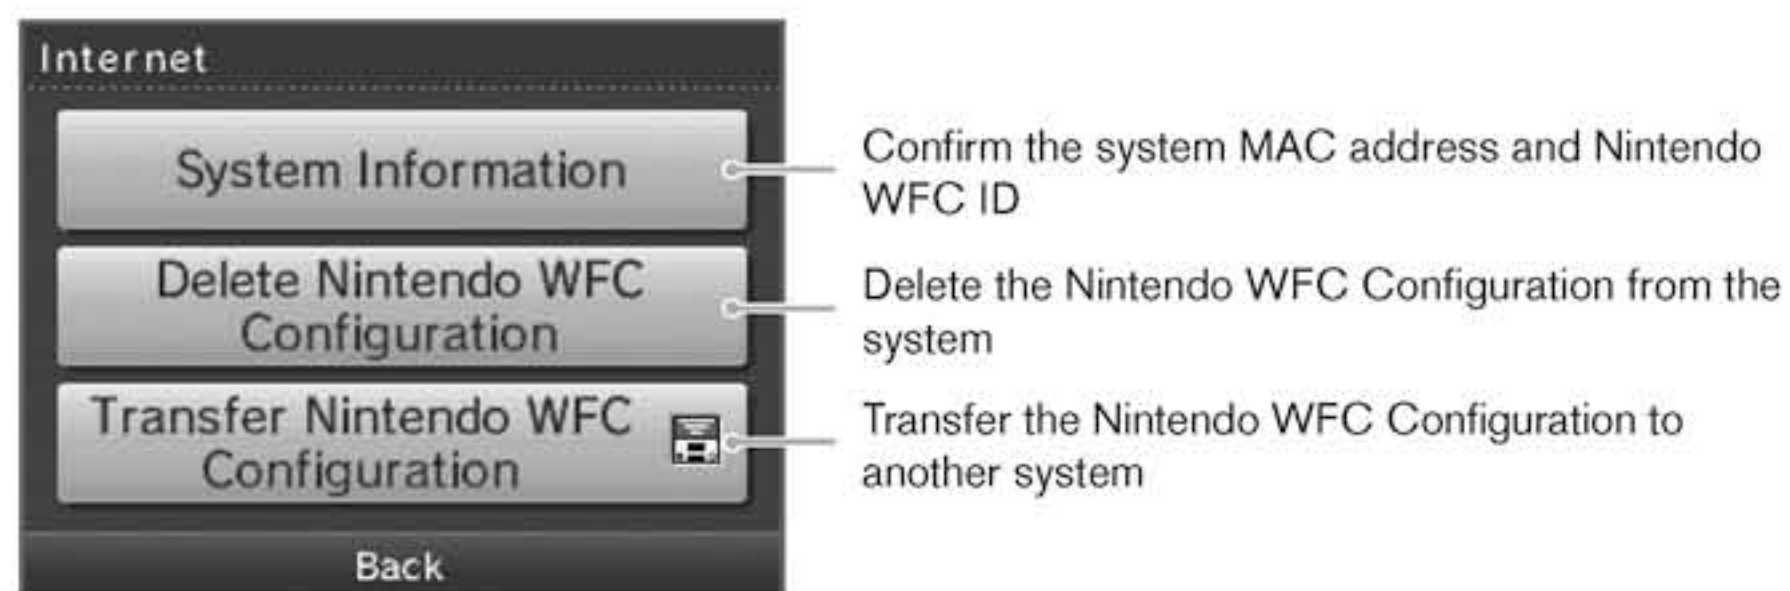 Internet
System Information
Confirm the system MAC address and Nintendo
WFC ID
Delete Nintendo WFC
Configuration
Delete the Nintendo WFC Configuration from the
system
Transfer Nintendo WFC
Configuration
Transfer the Nintendo WFC Configuration to
another system
Back